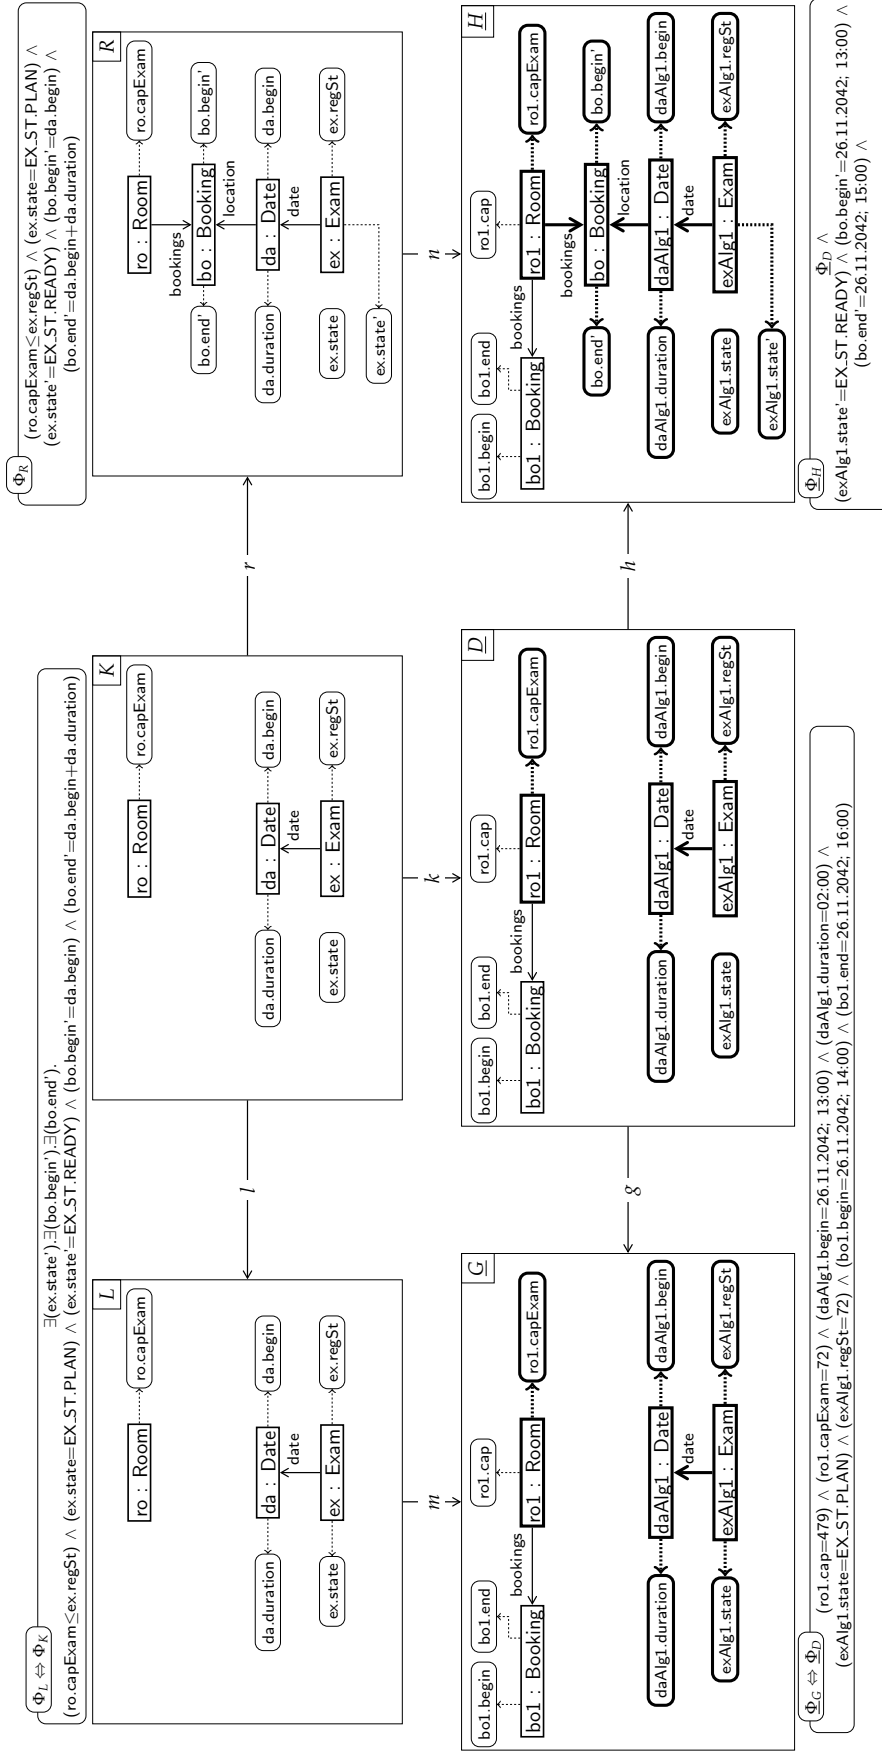 Φ_L ⇔ Φ_K
∃(ex.state').∃(bo.begin').∃(bo.end').
(ro.capExam≤ex.regSt) ∧ (ex.state=EX_ST.PLAN) ∧ (ex.state'=EX_ST.READY) ∧ (bo.begin'=da.begin) ∧ (bo.end'=da.begin+da.duration)
Φ_R
(ro.capExam≤ex.regSt) ∧ (ex.state=EX_ST.PLAN) ∧
(ex.state'=EX_ST.READY) ∧ (bo.begin'=da.begin) ∧
(bo.end'=da.begin+da.duration)
L
ro : Room
ro.capExam
da.duration
da : Date
da.begin
date
ex.state
ex : Exam
ex.regSt
l
K
ro : Room
ro.capExam
da.duration
da : Date
da.begin
date
ex.state
ex : Exam
ex.regSt
r
R
ro : Room
ro.capExam
bookings
bo.end'
bo : Booking
bo.begin'
location
da.duration
da : Date
da.begin
date
ex.state
ex : Exam
ex.regSt
ex.state'
m
k
n
G
bo1.begin
bo1.end
ro1.cap
bo1 : Booking
bookings
ro1 : Room
ro1.capExam
daAlg1.duration
daAlg1 : Date
daAlg1.begin
date
exAlg1.state
exAlg1 : Exam
exAlg1.regSt
g
D
bo1.begin
bo1.end
ro1.cap
bo1 : Booking
bookings
ro1 : Room
ro1.capExam
daAlg1.duration
daAlg1 : Date
daAlg1.begin
date
exAlg1.state
exAlg1 : Exam
exAlg1.regSt
h
H
bo1.begin
bo1.end
ro1.cap
bo1 : Booking
bookings
ro1 : Room
ro1.capExam
bookings
bo.end'
bo : Booking
bo.begin'
location
daAlg1.duration
daAlg1 : Date
daAlg1.begin
date
exAlg1.state
exAlg1 : Exam
exAlg1.regSt
exAlg1.state'
Φ_G ⇔ Φ_D
(ro1.cap=479) ∧ (ro1.capExam=72) ∧ (daAlg1.begin=26.11.2042; 13:00) ∧ (daAlg1.duration=02:00) ∧
(exAlg1.state=EX_ST.PLAN) ∧ (exAlg1.regSt=72) ∧ (bo1.begin=26.11.2042; 14:00) ∧ (bo1.end=26.11.2042; 16:00)
Φ_H
Φ_D ∧
(exAlg1.state'=EX_ST.READY) ∧ (bo.begin'=26.11.2042; 13:00) ∧
(bo.end'=26.11.2042; 15:00) ∧